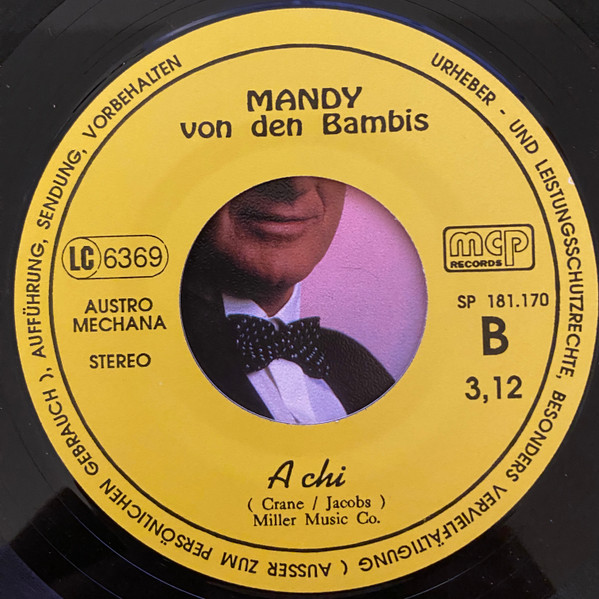 MANDY
von den Bambis
URHEBER - UND LEISTUNGSSCHUTZRECHTE, BESONDERS VERVIELFÄLTIGUNG ( AUSSER ZUM PERSÖNLICHEN GEBRAUCH ), AUFFÜHRUNG, SENDUNG, VORBEHALTEN
LC 6369
AUSTRO
MECHANA
STEREO
mcp
RECORDS
SP 181.170
B
3,12
A chi
( Crane / Jacobs )
Miller Music Co.